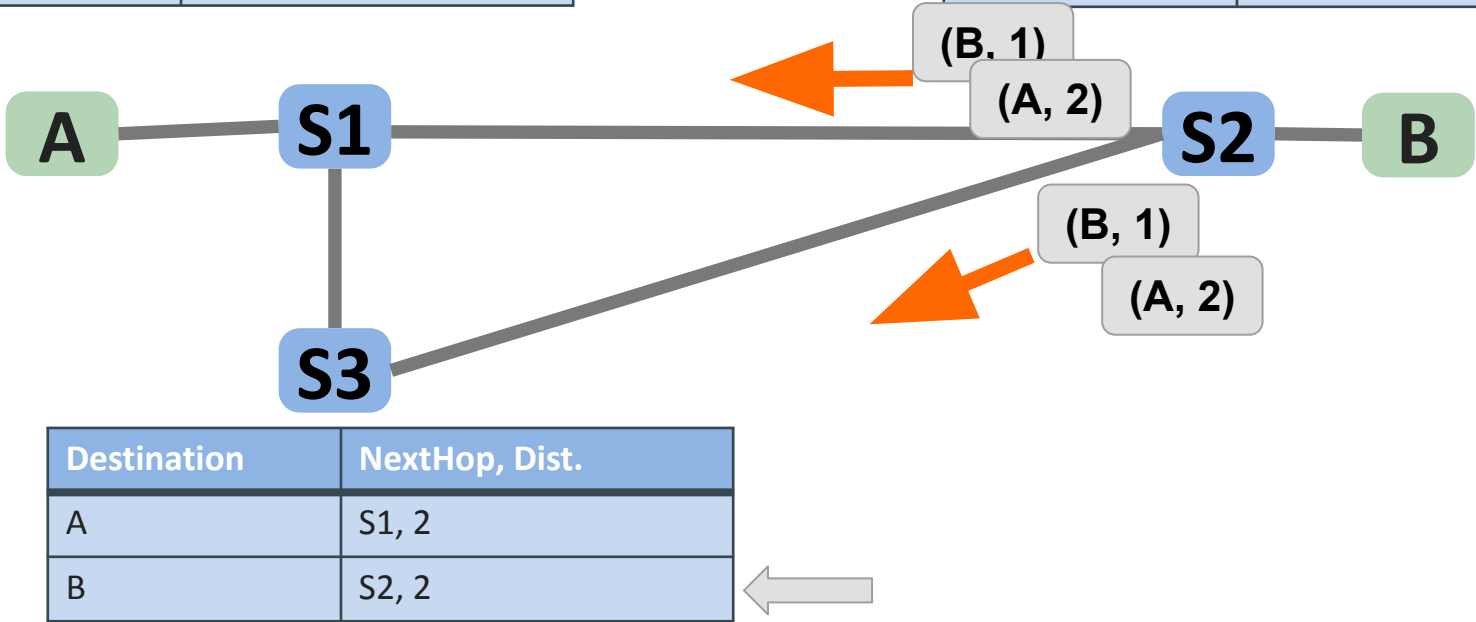 (B, 1)
(A, 2)
A
S1
S2
B
(B, 1)
(A, 2)
S3
Destination NextHop, Dist.
A S1, 2
B S2, 2